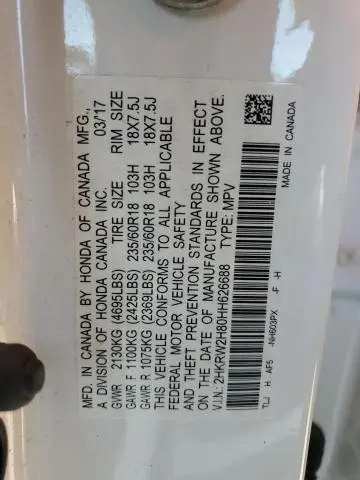 MFD. IN CANADA BY HONDA OF CANADA MFG.,
A DIVISION OF HONDA CANADA INC. 03/17
GVWR 2130KG (4695LBS) TIRE SIZE RIM SIZE
GAWR F 1100KG (2425LBS) 235/60R18 103H 18X7.5J
GAWR R 1075KG (2369LBS) 235/60R18 103H 18X7.5J
THIS VEHICLE CONFORMS TO ALL APPLICABLE
FEDERAL MOTOR VEHICLE SAFETY
AND THEFT PREVENTION STANDARDS IN EFFECT
ON THE DATE OF MANUFACTURE SHOWN ABOVE.
V.I.N.: 2HKRW2H80HH626688 TYPE: MPV
TLJ H AF5 -NH603PX -F -H
MADE IN CANADA